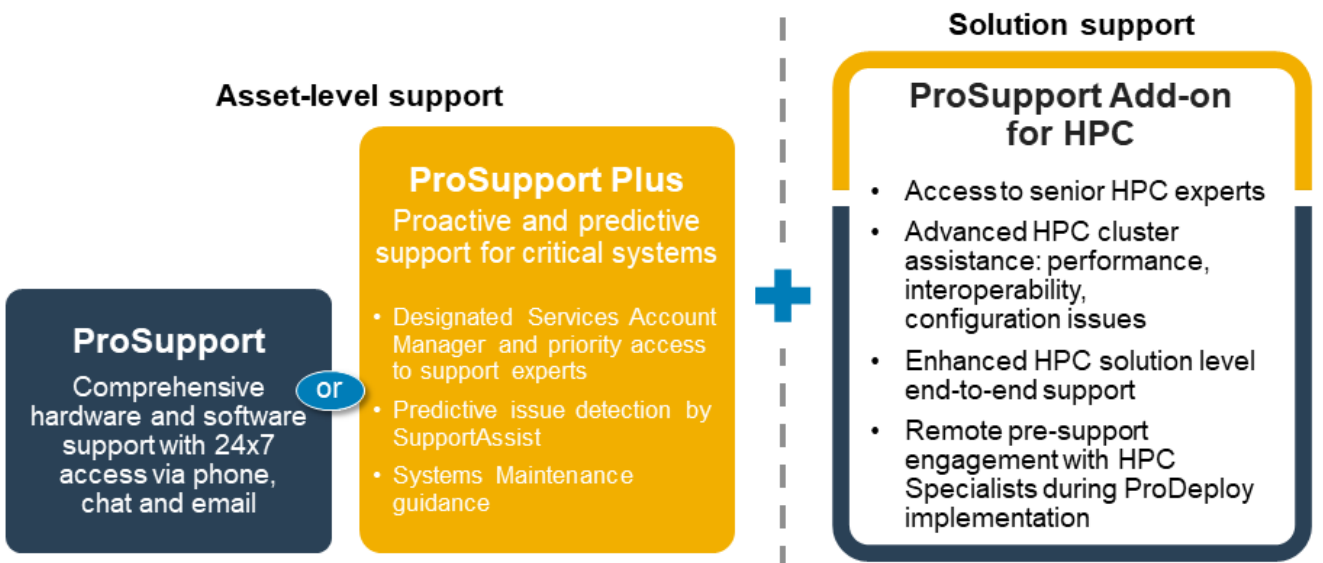 Asset-level support
ProSupport
Comprehensive
hardware and software
support with 24x7
access via phone,
chat and email
or
ProSupport Plus
Proactive and predictive
support for critical systems
• Designated Services Account
Manager and priority access
to support experts
• Predictive issue detection by
SupportAssist
• Systems Maintenance
guidance
Solution support
ProSupport Add-on
for HPC
• Access to senior HPC experts
• Advanced HPC cluster
assistance: performance,
interoperability,
configuration issues
• Enhanced HPC solution level
end-to-end support
• Remote pre-support
engagement with HPC
Specialists during ProDeploy
implementation